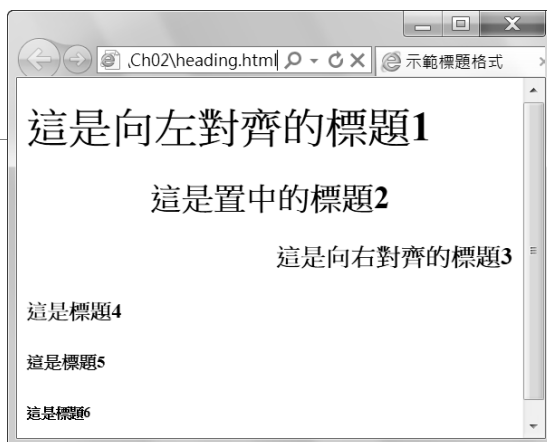 ,Ch02\heading.html
示範標題格式
這是向左對齊的標題1
這是置中的標題2
這是向右對齊的標題3
這是標題4
這是標題5
這是標題6